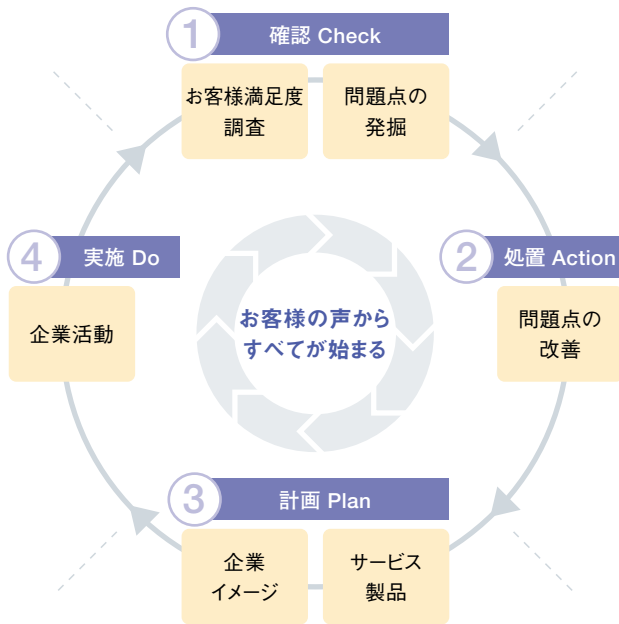 1 確認 Check
お客様満足度
調査
問題点の
発掘
2 処置 Action
問題点の
改善
3 計画 Plan
企業
イメージ
サービス
製品
4 実施 Do
企業活動
お客様の声から
すべてが始まる